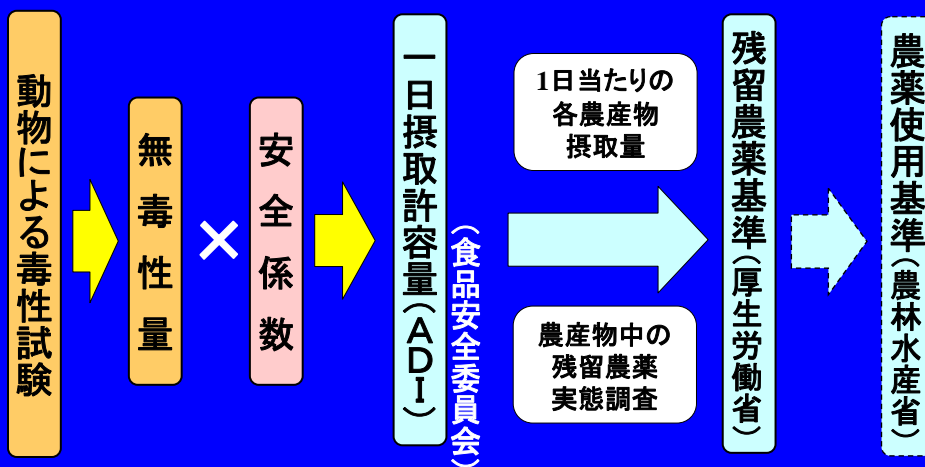 動物による毒性試験
無毒性量
×
安全係数
一日摂取許容量(ADI)
(食品安全委員会)
1日当たりの
各農産物
摂取量
農産物中の
残留農薬
実態調査
残留農薬基準(厚生労働省)
農薬使用基準(農林水産省)